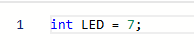 1 int LED = 7;